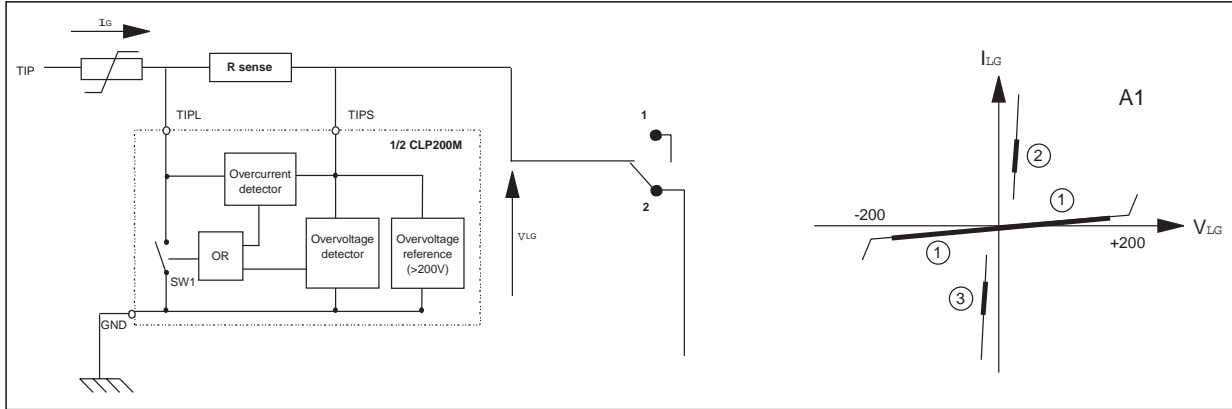 ILG
TIP
R sense
TIPL
TIPS
1/2 CLP200M
Overcurrent
detector
OR
SW1
Overvoltage
detector
Overvoltage
reference
(>200V)
GND
VLG
1
2
ILG
A1
2
1
-200
VLG
+200
1
3